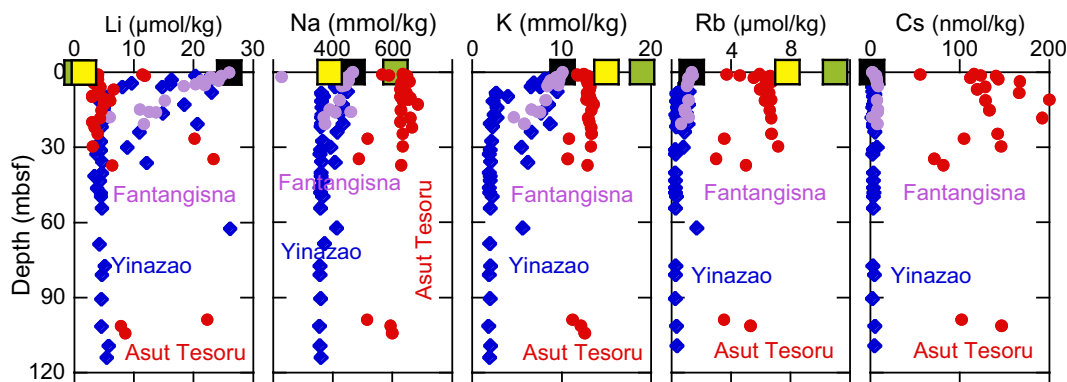 Li (µmol/kg) Na (mmol/kg) K (mmol/kg) Rb (µmol/kg) Cs (nmol/kg)
0 10 20 30 400 600 0 10 20 4 8 0 100 200
0
30
60
90
120
Depth (mbsf)
Fantangisna Fantangisna Fantangisna Fantangisna Fantangisna
Yinazao Yinazao Yinazao Yinazao Yinazao
Asut Tesoru Asut Tesoru Asut Tesoru Asut Tesoru Asut Tesoru